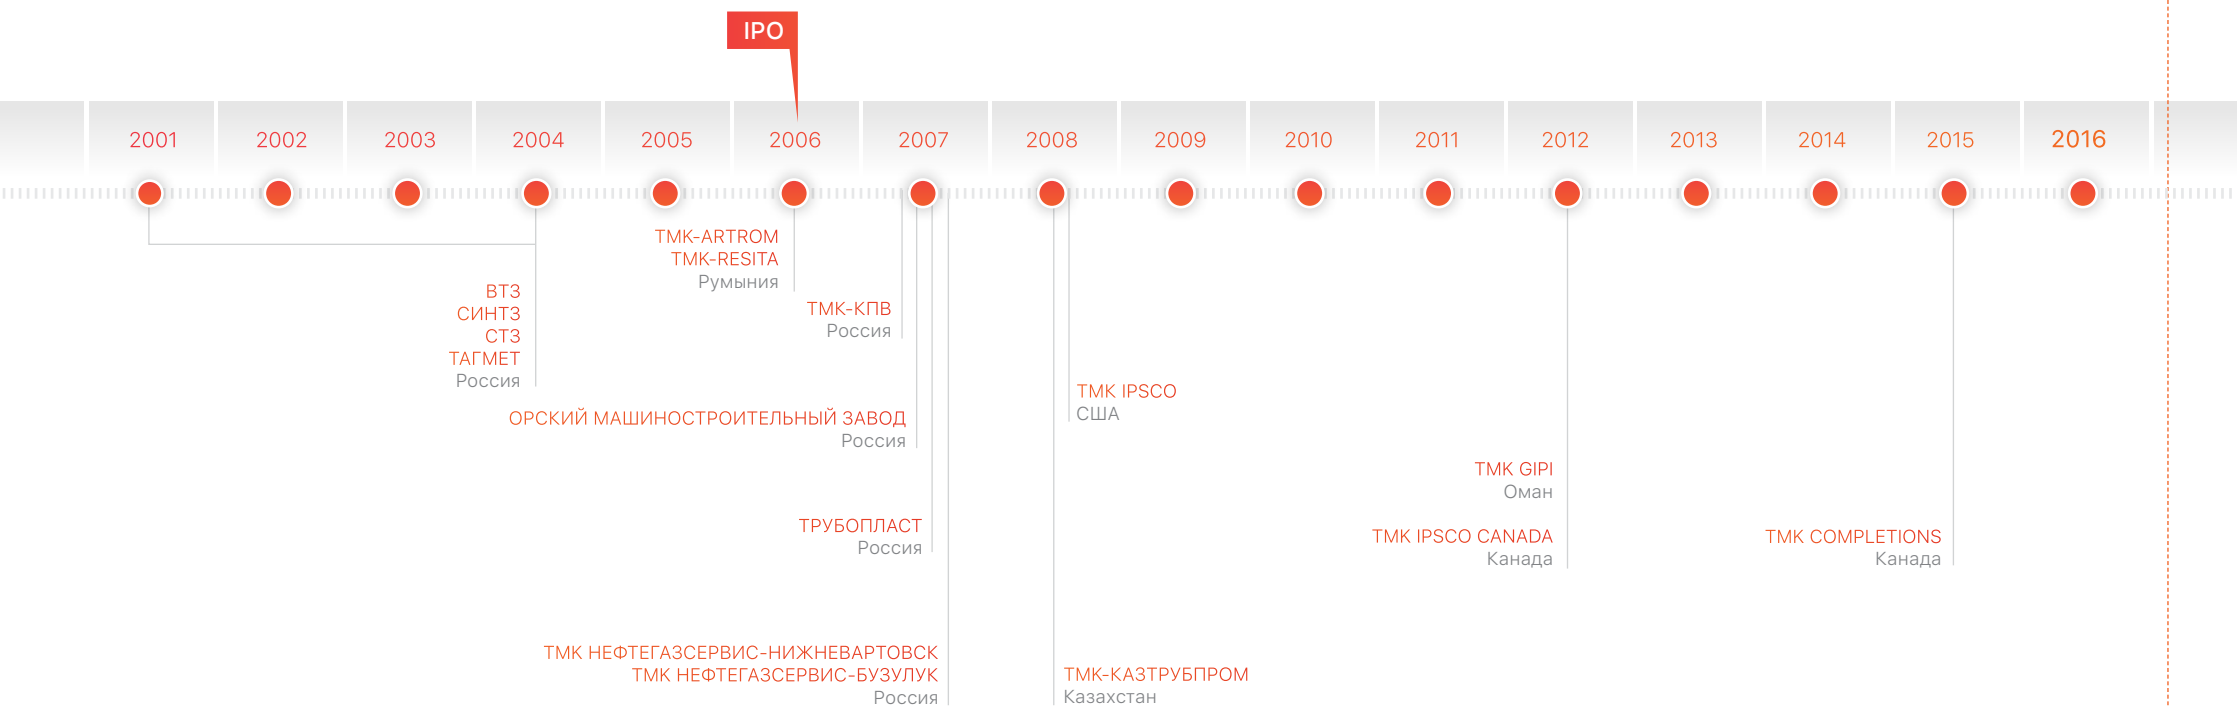 IPO
2001
2002
2003
2004
2005
2006
2007
2008
2009
2010
2011
2012
2013
2014
2015
2016
ВТЗ
СИНТЗ
СТЗ
ТАГМЕТ
Россия
TMK-ARTROM
TMK-RESITA
Румыния
ТМК-КПВ
Россия
ОРСКИЙ МАШИНОСТРОИТЕЛЬНЫЙ ЗАВОД
Россия
ТРУБОПЛАСТ
Россия
ТМК НЕФТЕГАЗСЕРВИС-НИЖНЕВАРТОВСК
ТМК НЕФТЕГАЗСЕРВИС-БУЗУЛУК
Россия
TMK IPSCO
США
ТМК-КАЗТРУБПРОМ
Казахстан
TMK GIPI
Оман
TMK IPSCO CANADA
Канада
TMK COMPLETIONS
Канада